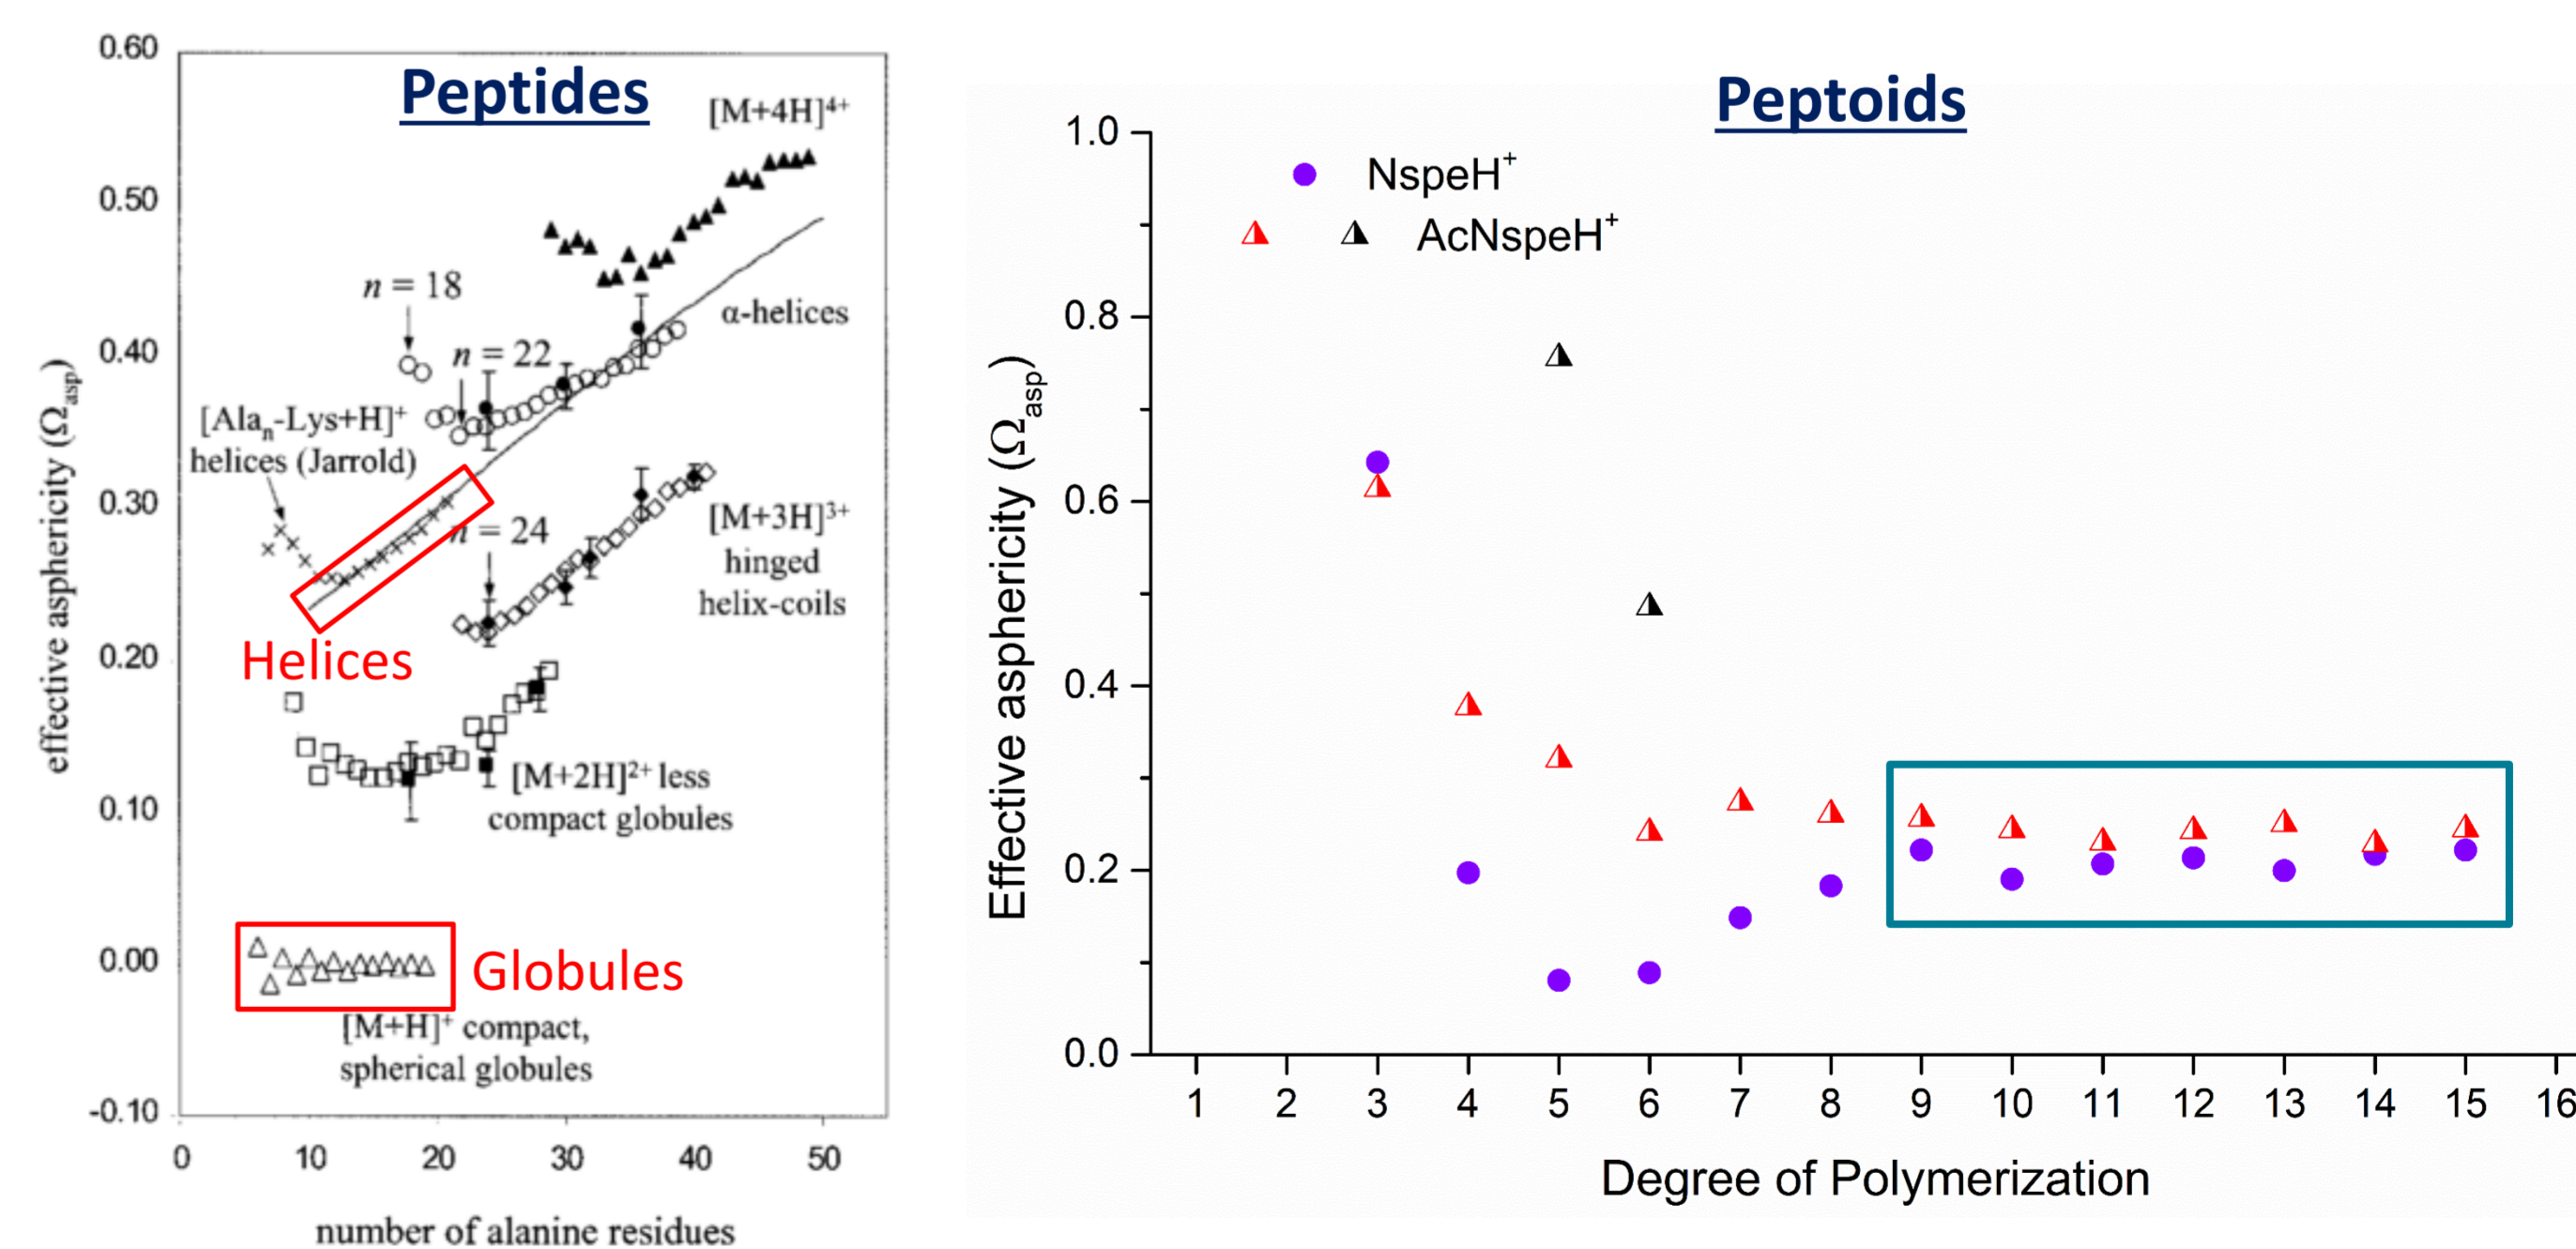 Peptides
0.60
0.50
0.40
0.30
0.20
0.10
0.00
-0.10
effective asphericity (Ωasp)
[M+4H]4+
n = 18
α-helices
n = 22
[Alan-Lys+H]+
helices (Jarrold)
n = 24
[M+3H]3+
hinged
helix-coils
Helices
[M+2H]2+ less
compact globules
Globules
[M+H]+ compact,
spherical globules
0 10 20 30 40 50
number of alanine residues
Peptoids
1.0
0.8
0.6
0.4
0.2
0.0
Effective asphericity (Ωasp)
NspeH+
AcNspeH+
1 2 3 4 5 6 7 8 9 10 11 12 13 14 15 16
Degree of Polymerization